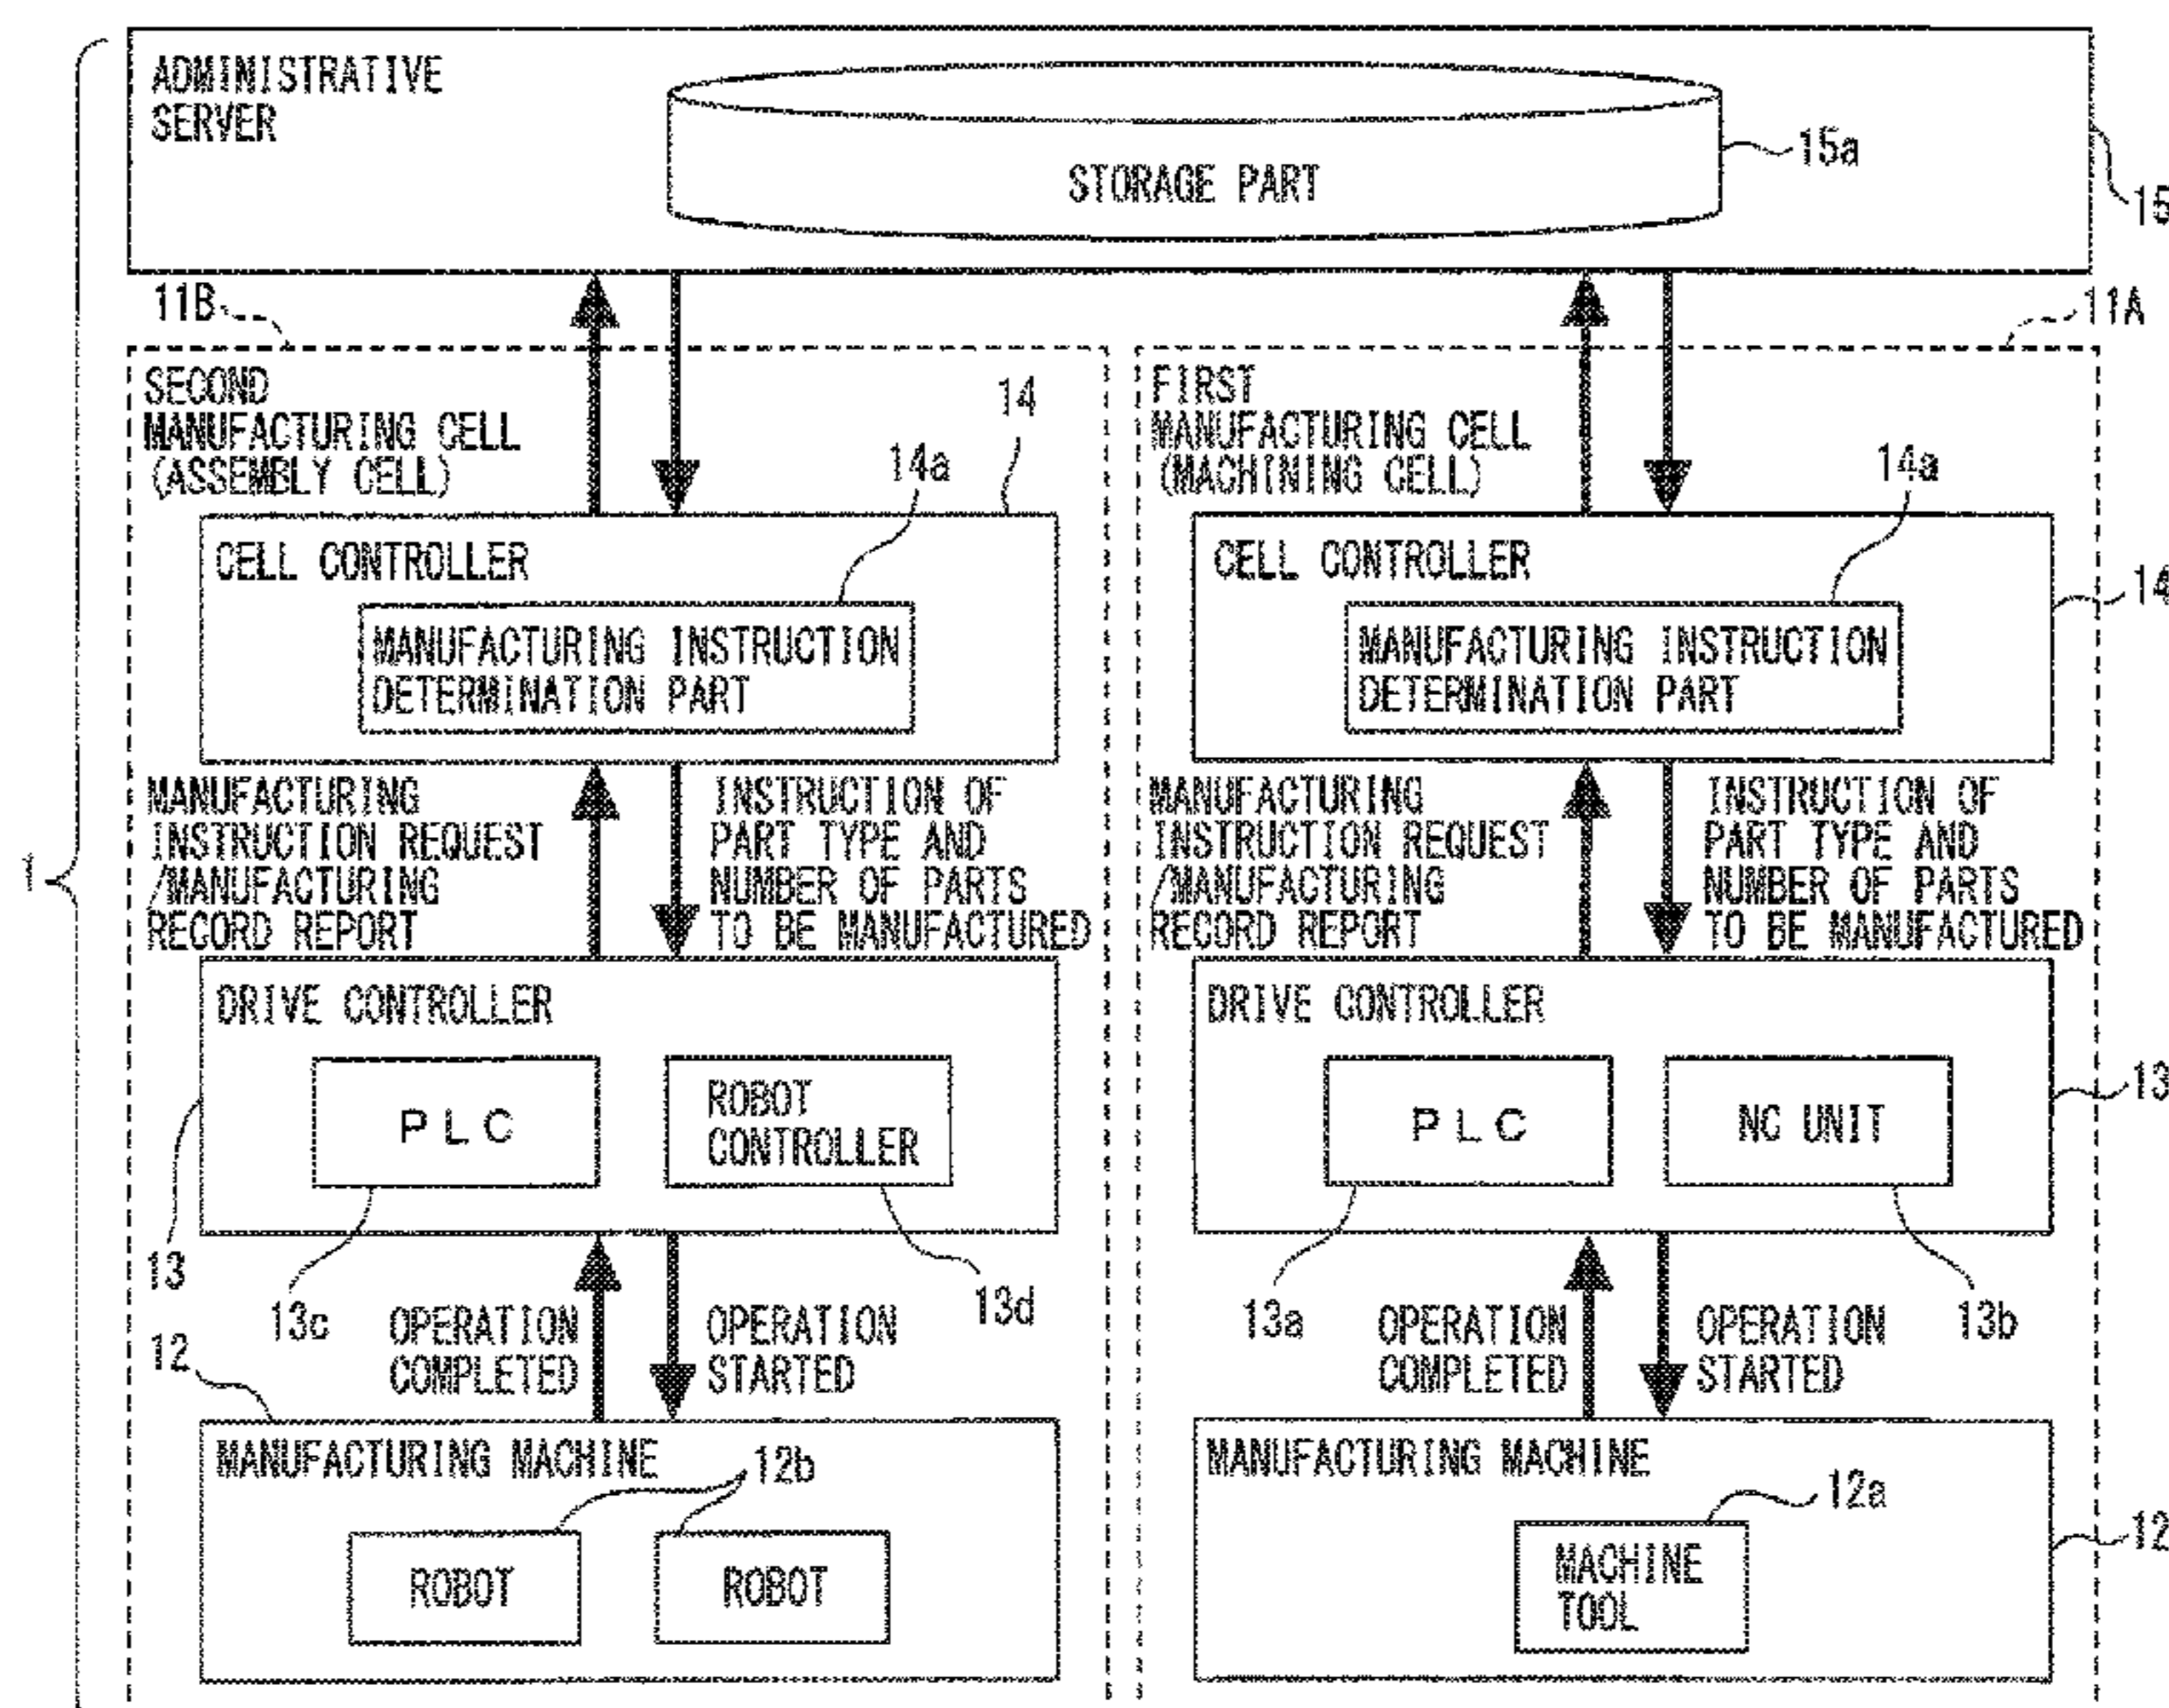 ADMINISTRATIVE
SERVER
STORAGE PART
15a
15
11B
11A
SECOND
MANUFACTURING CELL
(ASSEMBLY CELL)
14
14a
CELL CONTROLLER
MANUFACTURING INSTRUCTION
DETERMINATION PART
MANUFACTURING
INSTRUCTION REQUEST
/MANUFACTURING
RECORD REPORT
INSTRUCTION OF
PART TYPE AND
NUMBER OF PARTS
TO BE MANUFACTURED
DRIVE CONTROLLER
PLC
ROBOT
CONTROLLER
13
13c
13d
OPERATION
COMPLETED
OPERATION
STARTED
12
MANUFACTURING MACHINE
12b
ROBOT
ROBOT
FIRST
MANUFACTURING CELL
(MACHINING CELL)
14a
CELL CONTROLLER
14
MANUFACTURING INSTRUCTION
DETERMINATION PART
MANUFACTURING
INSTRUCTION REQUEST
/MANUFACTURING
RECORD REPORT
INSTRUCTION OF
PART TYPE AND
NUMBER OF PARTS
TO BE MANUFACTURED
DRIVE CONTROLLER
PLC
NC UNIT
13
13a
13b
OPERATION
COMPLETED
OPERATION
STARTED
MANUFACTURING MACHINE
12a
12
MACHINE
TOOL
1